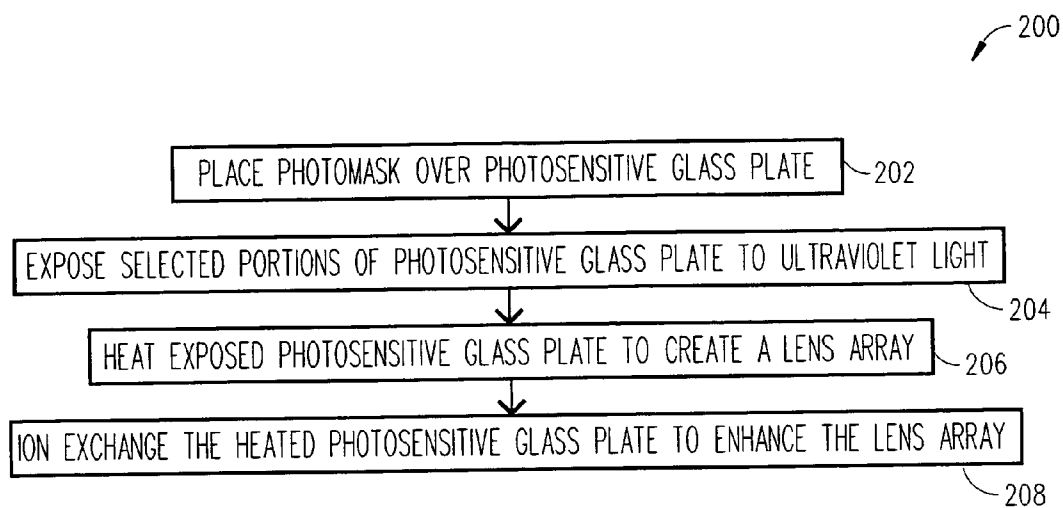 200
PLACE PHOTOMASK OVER PHOTOSENSITIVE GLASS PLATE
202
EXPOSE SELECTED PORTIONS OF PHOTOSENSITIVE GLASS PLATE TO ULTRAVIOLET LIGHT
204
HEAT EXPOSED PHOTOSENSITIVE GLASS PLATE TO CREATE A LENS ARRAY
206
ION EXCHANGE THE HEATED PHOTOSENSITIVE GLASS PLATE TO ENHANCE THE LENS ARRAY
208